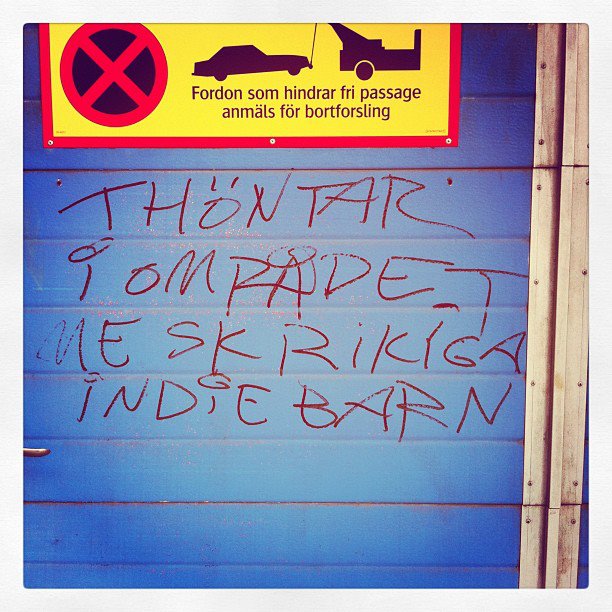 Fordon som hindrar fri passage
anmäls för bortforsling
THÖNTAR
i OMRÅDET
ME SKRIKIGA
iNDiE BARN